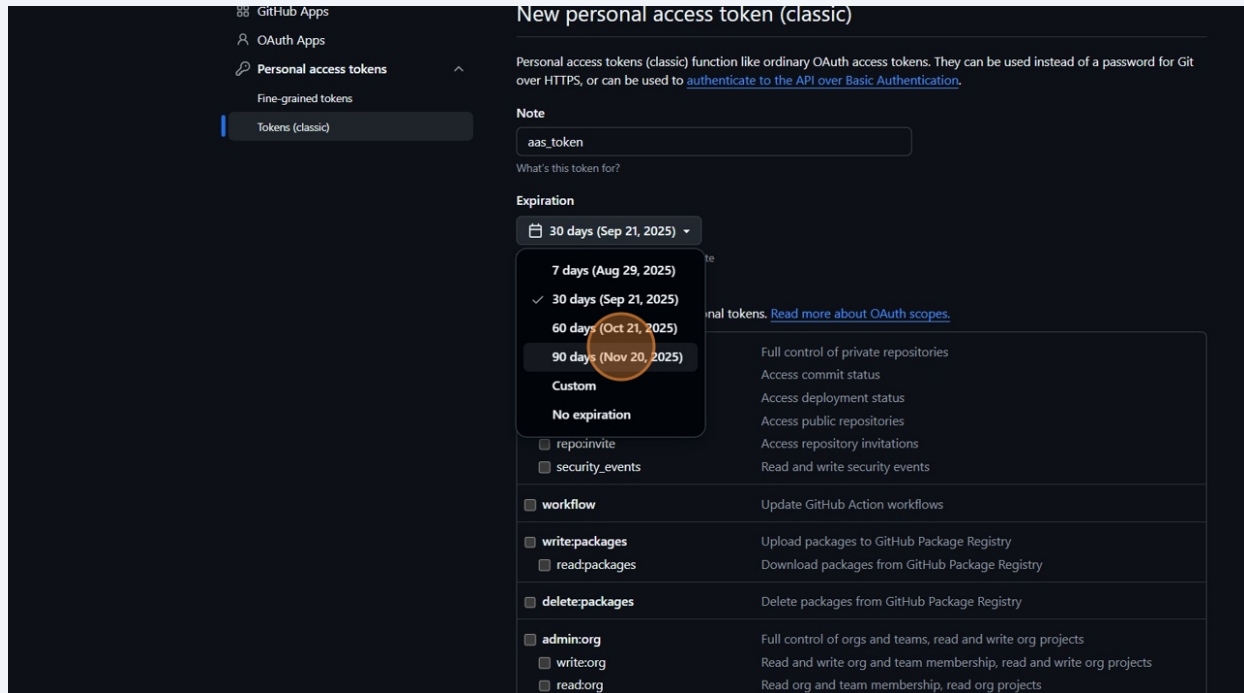 GitHub Apps
OAuth Apps
Personal access tokens
Fine-grained tokens
Tokens (classic)
New personal access token (classic)
Personal access tokens (classic) function like ordinary OAuth access tokens. They can be used instead of a password for Git
over HTTPS, or can be used to authenticate to the API over Basic Authentication.
Note
aas_token
What's this token for?
Expiration
30 days (Sep 21, 2025)
7 days (Aug 29, 2025)
30 days (Sep 21, 2025)
60 days (Oct 21, 2025)
90 days (Nov 20, 2025)
Custom
No expiration
tokens. Read more about OAuth scopes.
Full control of private repositories
Access commit status
Access deployment status
Access public repositories
repo:invite Access repository invitations
security_events Read and write security events
workflow Update GitHub Action workflows
write:packages Upload packages to GitHub Package Registry
read:packages Download packages from GitHub Package Registry
delete:packages Delete packages from GitHub Package Registry
admin:org Full control of orgs and teams, read and write org projects
write:org Read and write org and team membership, read and write org projects
read:org Read org and team membership, read org projects